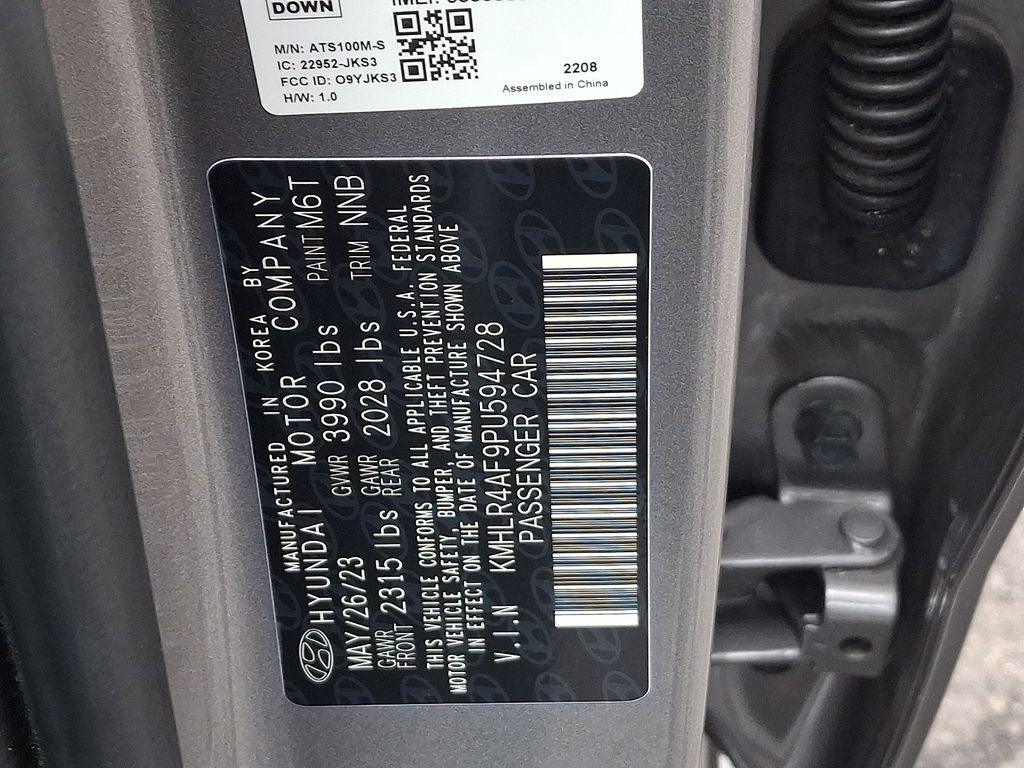 DOWN
M/N: ATS100M-S
IC: 22952-JKS3
FCC ID: O9YJKS3
H/W: 1.0
2208
Assembled in China
MANUFACTURED IN KOREA BY
HYUNDAI MOTOR COMPANY
MAY/26/23 GVWR 3990 lbs PAINT M6T
GAWR FRONT 2315 lbs GAWR REAR 2028 lbs TRIM NNB
THIS VEHICLE CONFORMS TO ALL APPLICABLE U.S.A. FEDERAL
MOTOR VEHICLE SAFETY, BUMPER, AND THEFT PREVENTION STANDARDS
IN EFFECT ON THE DATE OF MANUFACTURE SHOWN ABOVE
V.I.N KMHLR4AF9PU594728
PASSENGER CAR